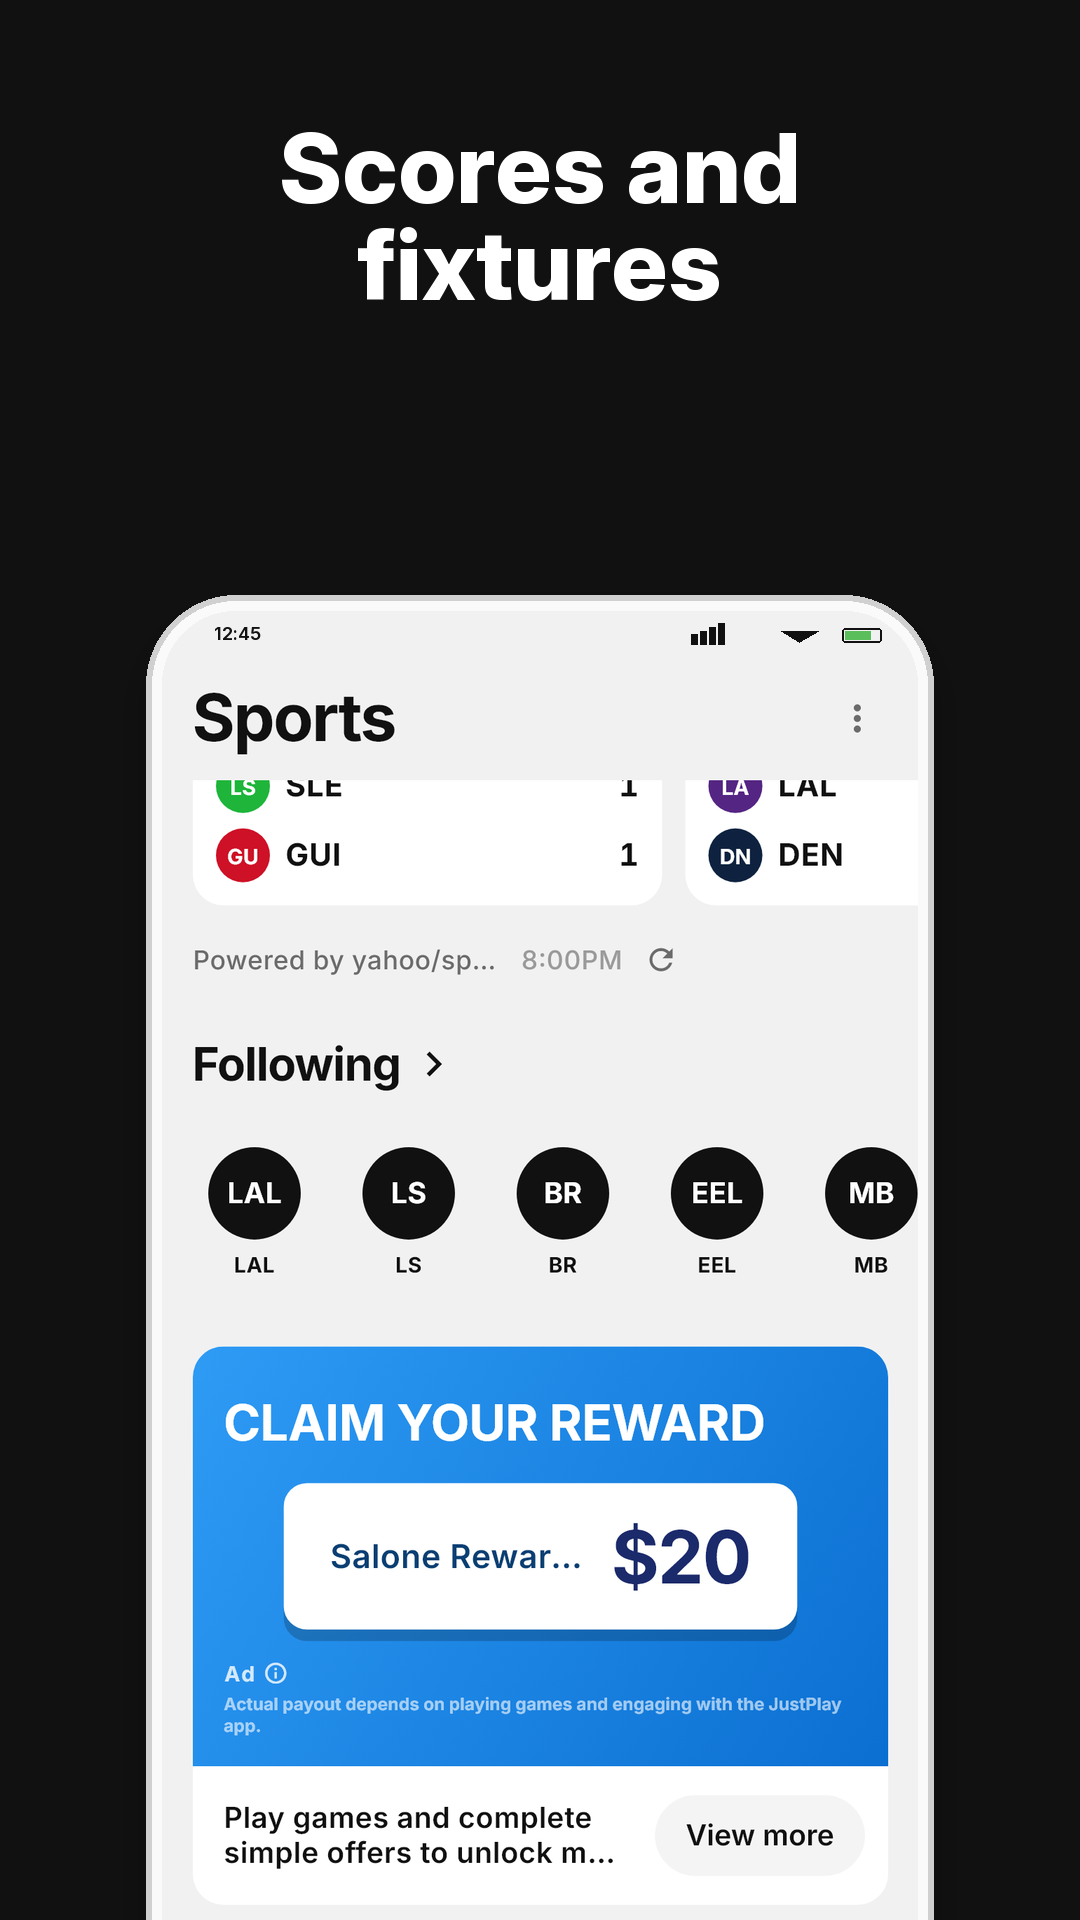 Scores and
fixtures
12:45
Sports
LS SLE 1
LA LAL
GU GUI 1
DN DEN
Powered by yahoo/sp... 8:00PM
Following
LAL LS BR EEL MB
LAL LS BR EEL MB
CLAIM YOUR REWARD
Salone Rewar... $20
Ad
Actual payout depends on playing games and engaging with the JustPlay
app.
Play games and complete
simple offers to unlock m...
View more